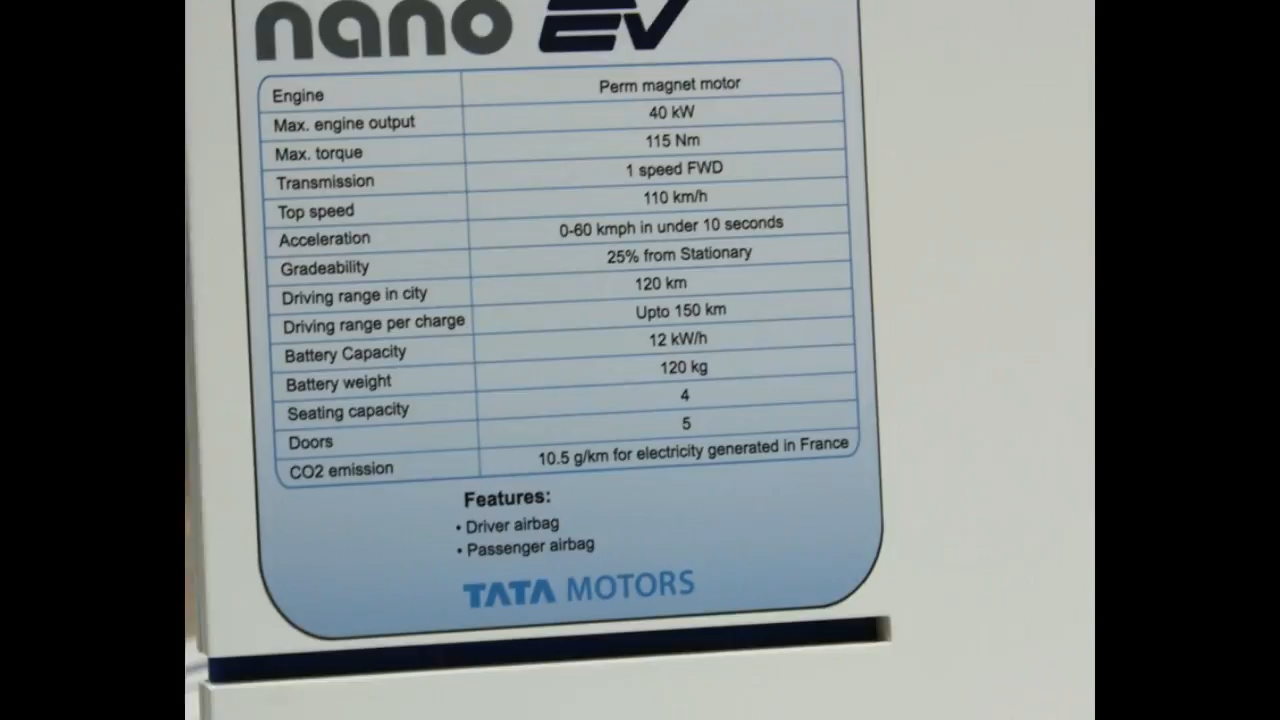 nano EV
Engine Perm magnet motor
Max. engine output 40 kW
Max. torque 115 Nm
Transmission 1 speed FWD
Top speed 110 km/h
Acceleration 0-60 kmph in under 10 seconds
Gradeability 25% from Stationary
Driving range in city 120 km
Driving range per charge Upto 150 km
Battery Capacity 12 kW/h
Battery weight 120 kg
Seating capacity 4
Doors 5
CO2 emission 10.5 g/km for electricity generated in France
Features:
• Driver airbag
• Passenger airbag
TATA MOTORS